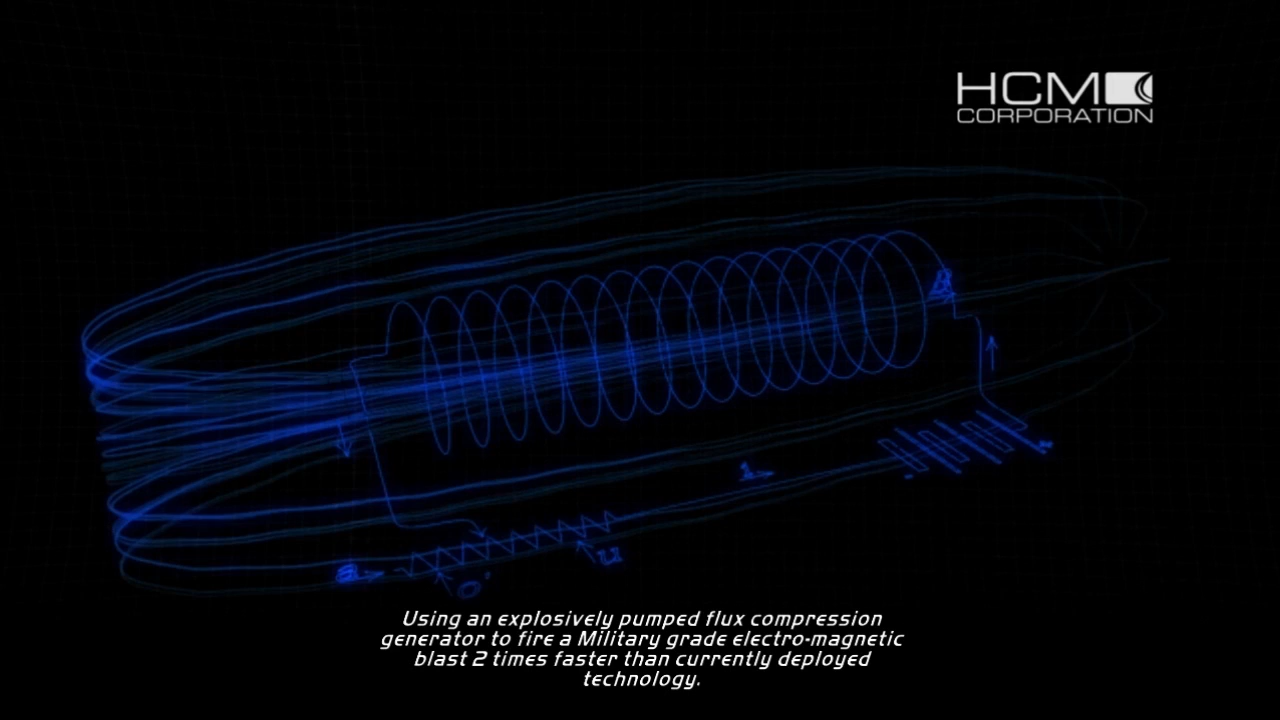 HCM
CORPORATION
Using an explosively pumped flux compression
generator to fire a Military grade electro-magnetic
blast 2 times faster than currently deployed
technology.